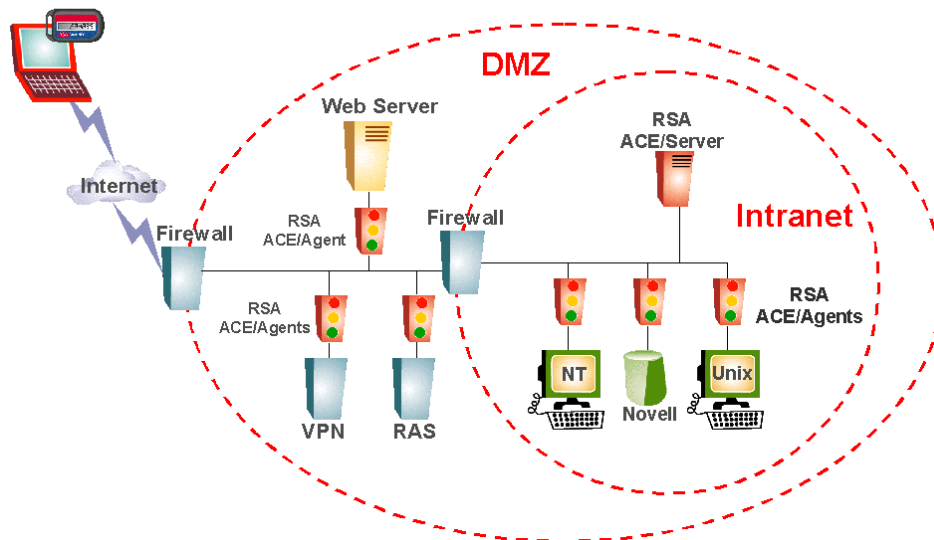 DMZ
Web Server
RSA
ACE/Server
Internet
Firewall
RSA
ACE/Agent
Firewall
Intranet
RSA
ACE/Agents
RSA
ACE/Agents
NT
Novell
Unix
VPN
RAS